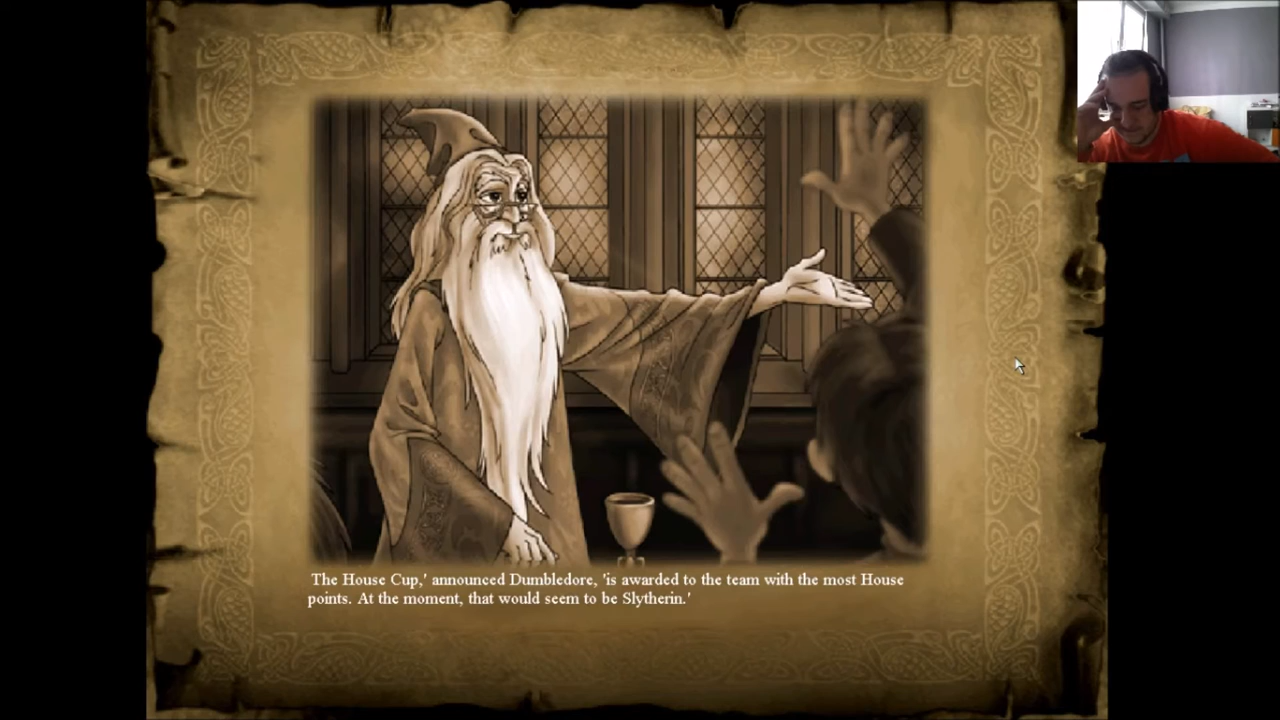 The House Cup,' announced Dumbledore, 'is awarded to the team with the most House
points. At the moment, that would seem to be Slytherin.'